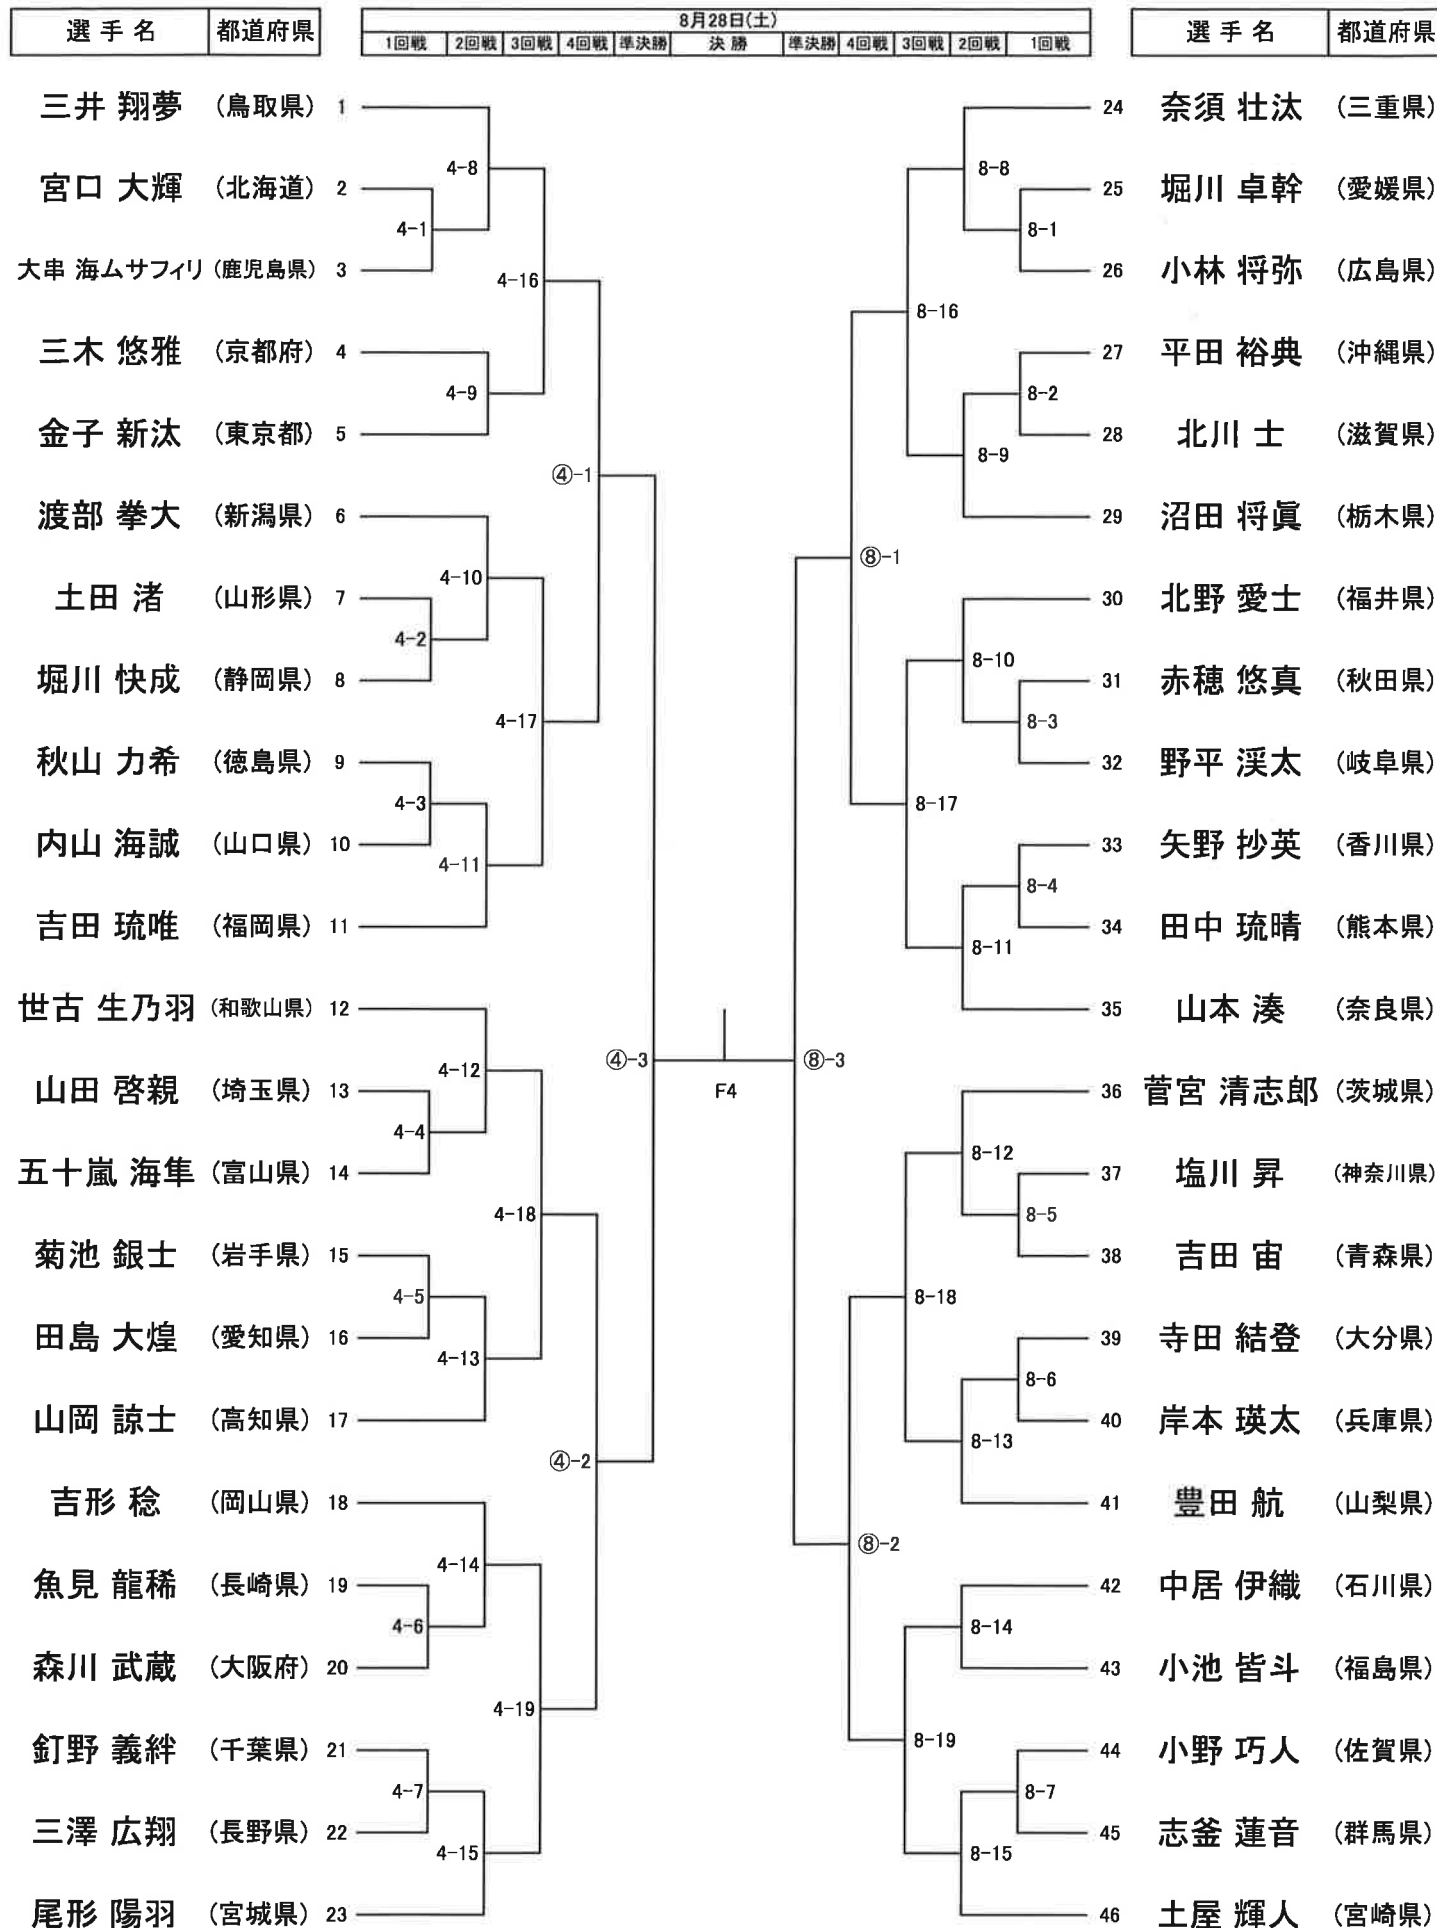 選手名 都道府県 8月28日(土) 選手名 都道府県
1回戦 2回戦 3回戦 4回戦 準決勝 決勝 準決勝 4回戦 3回戦 2回戦 1回戦
三井 翔夢 (鳥取県) 1
宮口 大輝 (北海道) 2
大串 海ムサフィリ (鹿児島県) 3
三木 悠雅 (京都府) 4
金子 新汰 (東京都) 5
渡部 拳大 (新潟県) 6
土田 渚 (山形県) 7
堀川 快成 (静岡県) 8
秋山 力希 (徳島県) 9
内山 海誠 (山口県) 10
吉田 琉唯 (福岡県) 11
世古 生乃羽 (和歌山県) 12
山田 啓親 (埼玉県) 13
五十嵐 海隼 (富山県) 14
菊池 銀士 (岩手県) 15
田島 大煌 (愛知県) 16
山岡 諒士 (高知県) 17
吉形 稔 (岡山県) 18
魚見 龍稀 (長崎県) 19
森川 武蔵 (大阪府) 20
釘野 義絆 (千葉県) 21
三澤 広翔 (長野県) 22
尾形 陽羽 (宮城県) 23
4-1
4-2
4-3
4-4
4-5
4-6
4-7
4-8
4-9
4-10
4-11
4-12
4-13
4-14
4-15
4-16
4-17
4-18
4-19
④-1
④-2
④-3
F4
⑧-3
⑧-1
⑧-2
8-16
8-17
8-18
8-19
8-8
8-9
8-10
8-11
8-12
8-13
8-14
8-15
8-1
8-2
8-3
8-4
8-5
8-6
8-7
24 奈須 壮汰 (三重県)
25 堀川 卓幹 (愛媛県)
26 小林 将弥 (広島県)
27 平田 裕典 (沖縄県)
28 北川 士 (滋賀県)
29 沼田 将眞 (栃木県)
30 北野 愛士 (福井県)
31 赤穂 悠真 (秋田県)
32 野平 渓太 (岐阜県)
33 矢野 抄英 (香川県)
34 田中 琉晴 (熊本県)
35 山本 湊 (奈良県)
36 菅宮 清志郎 (茨城県)
37 塩川 昇 (神奈川県)
38 吉田 宙 (青森県)
39 寺田 結登 (大分県)
40 岸本 瑛太 (兵庫県)
41 豊田 航 (山梨県)
42 中居 伊織 (石川県)
43 小池 皆斗 (福島県)
44 小野 巧人 (佐賀県)
45 志釜 蓮音 (群馬県)
46 土屋 輝人 (宮崎県)